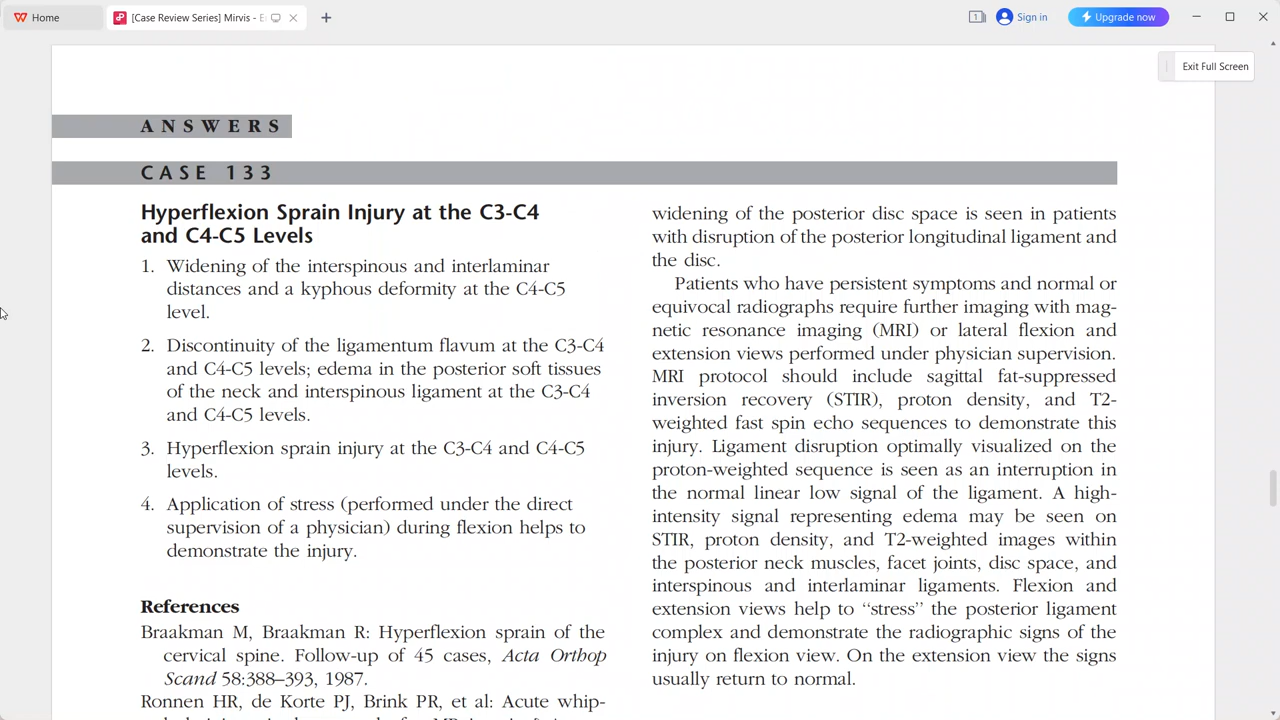 Home
[Case Review Series] Mirvis - E
1
Sign in
Upgrade now
Exit Full Screen
ANSWERS
CASE 133
Hyperflexion Sprain Injury at the C3-C4
and C4-C5 Levels
1. Widening of the interspinous and interlaminar
distances and a kyphous deformity at the C4-C5
level.
2. Discontinuity of the ligamentum flavum at the C3-C4
and C4-C5 levels; edema in the posterior soft tissues
of the neck and interspinous ligament at the C3-C4
and C4-C5 levels.
3. Hyperflexion sprain injury at the C3-C4 and C4-C5
levels.
4. Application of stress (performed under the direct
supervision of a physician) during flexion helps to
demonstrate the injury.
References
Braakman M, Braakman R: Hyperflexion sprain of the
cervical spine. Follow-up of 45 cases, Acta Orthop
Scand 58:388–393, 1987.
Ronnen HR, de Korte PJ, Brink PR, et al: Acute whip-
widening of the posterior disc space is seen in patients
with disruption of the posterior longitudinal ligament and
the disc.
Patients who have persistent symptoms and normal or
equivocal radiographs require further imaging with mag-
netic resonance imaging (MRI) or lateral flexion and
extension views performed under physician supervision.
MRI protocol should include sagittal fat-suppressed
inversion recovery (STIR), proton density, and T2-
weighted fast spin echo sequences to demonstrate this
injury. Ligament disruption optimally visualized on the
proton-weighted sequence is seen as an interruption in
the normal linear low signal of the ligament. A high-
intensity signal representing edema may be seen on
STIR, proton density, and T2-weighted images within
the posterior neck muscles, facet joints, disc space, and
interspinous and interlaminar ligaments. Flexion and
extension views help to ‘‘stress’’ the posterior ligament
complex and demonstrate the radiographic signs of the
injury on flexion view. On the extension view the signs
usually return to normal.